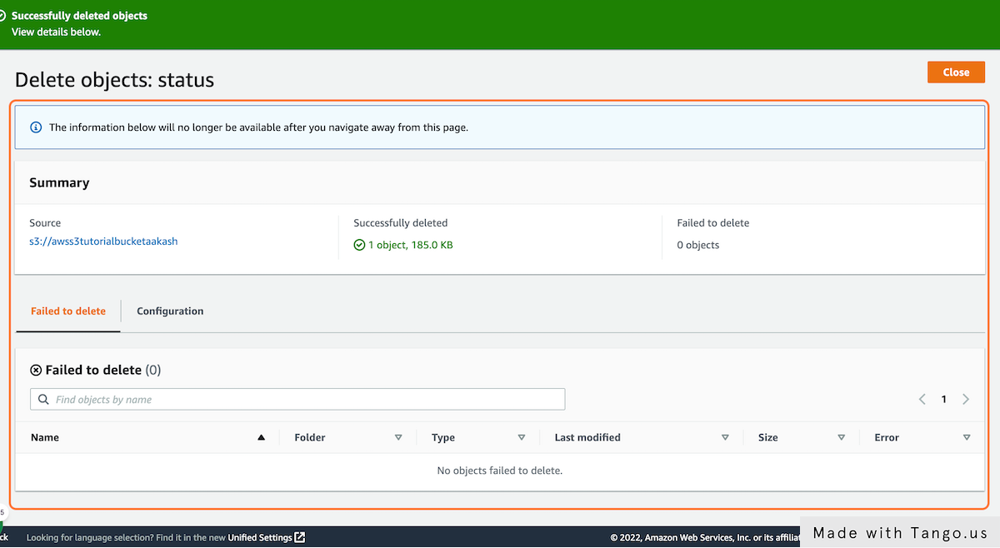 Successfully deleted objects
View details below.
Delete objects: status
Close
The information below will no longer be available after you navigate away from this page.
Summary
Source
s3://awss3tutorialbucketaakash
Successfully deleted
1 object, 185.0 KB
Failed to delete
0 objects
Failed to delete
Configuration
Failed to delete (0)
Find objects by name
1
Name Folder Type Last modified Size Error
No objects failed to delete.
5
ck Looking for language selection? Find it in the new Unified Settings
© 2022, Amazon Web Services, Inc. or its affilia
Made with Tango.us